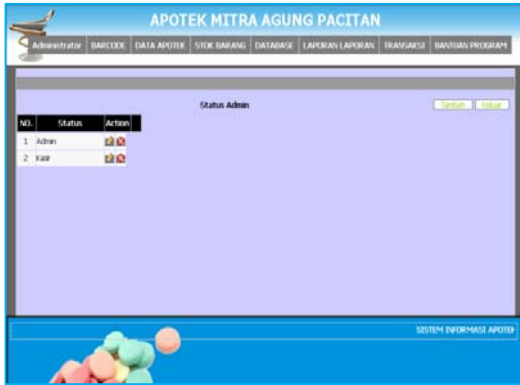 APOTEK MITRA AGUNG PACITAN
Administrator BARCODE DATA APOTEK STOK BARANG DATABASE LAPORAN LAPORAN TRANSAKSI BANTUAN PROGRAM
Status Admin
Tambah Keluar
NO. Status Action
1 Admin
2 Kasir
SISTEM INFORMASI APOTEK